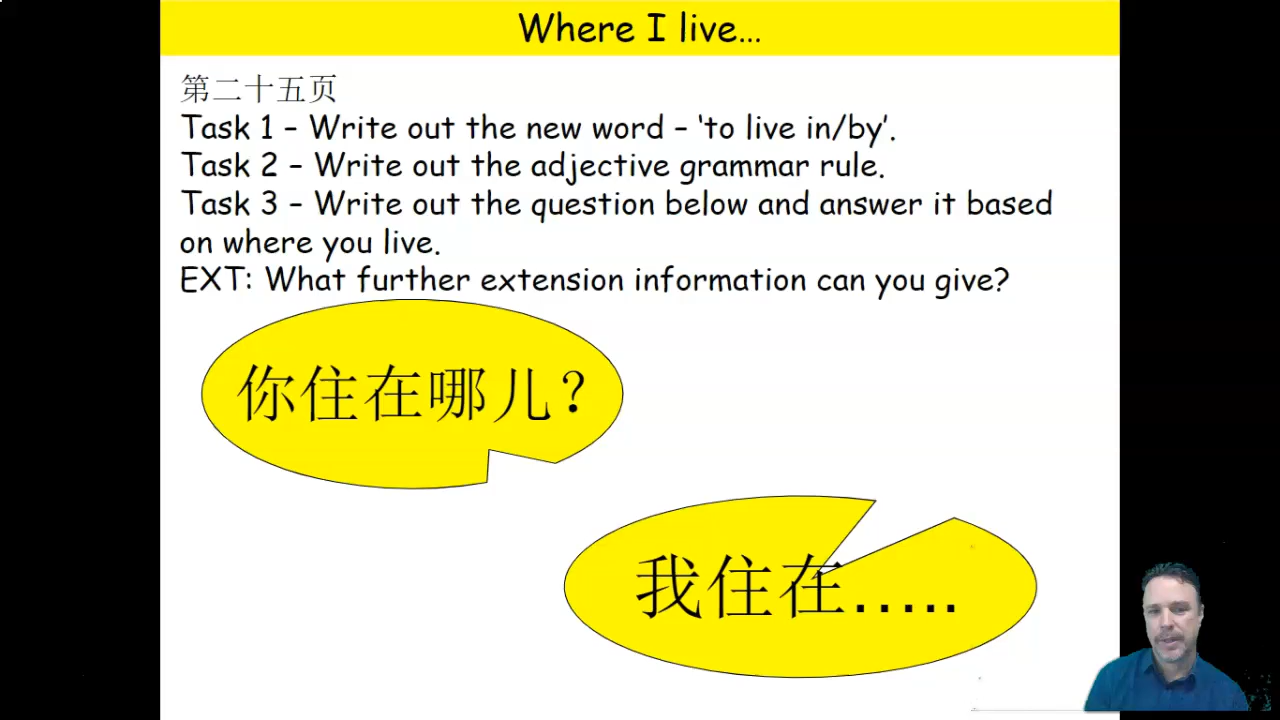 Where I live…
第二十五页
Task 1 – Write out the new word – ‘to live in/by’.
Task 2 – Write out the adjective grammar rule.
Task 3 – Write out the question below and answer it based
on where you live.
EXT: What further extension information can you give?
你住在哪儿？
我住在…..